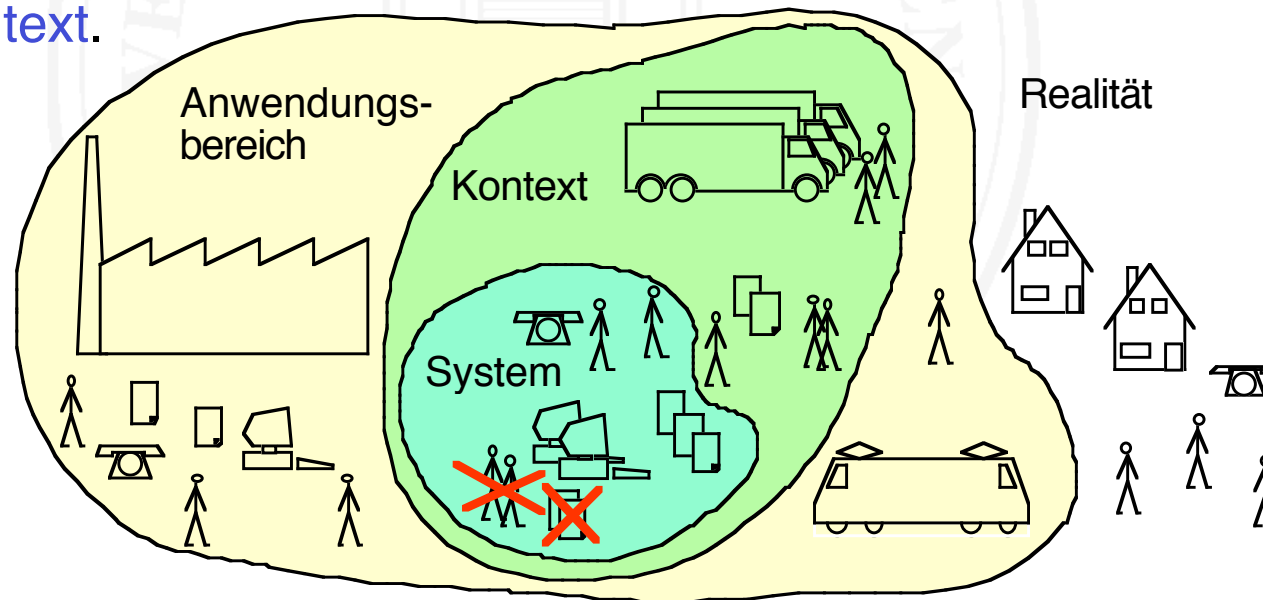 text.
Anwendungs-
bereich
Realität
Kontext
System